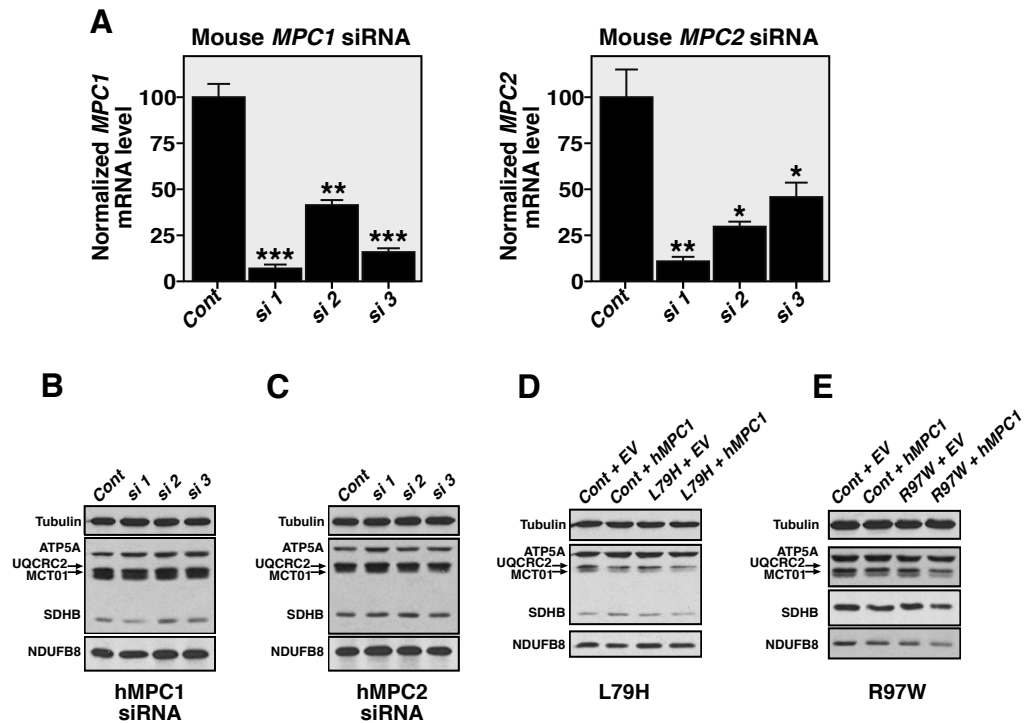 A
Mouse MPC1 siRNA
Normalized MPC1
mRNA level
100
75
50
25
0
***
**
***
Cont
si 1
si 2
si 3
Mouse MPC2 siRNA
Normalized MPC2
mRNA level
100
75
50
25
0
**
*
*
Cont
si 1
si 2
si 3
B
Cont
si 1
si 2
si 3
Tubulin
ATP5A
UQCRC2
MCT01
SDHB
NDUFB8
hMPC1
siRNA
C
Cont
si 1
si 2
si 3
Tubulin
ATP5A
UQCRC2
MCT01
SDHB
NDUFB8
hMPC2
siRNA
D
Cont + EV
Cont + hMPC1
L79H + EV
L79H + hMPC1
Tubulin
ATP5A
UQCRC2
MCT01
SDHB
NDUFB8
L79H
E
Cont + EV
Cont + hMPC1
R97W + EV
R97W + hMPC1
Tubulin
ATP5A
UQCRC2
MCT01
SDHB
NDUFB8
R97W